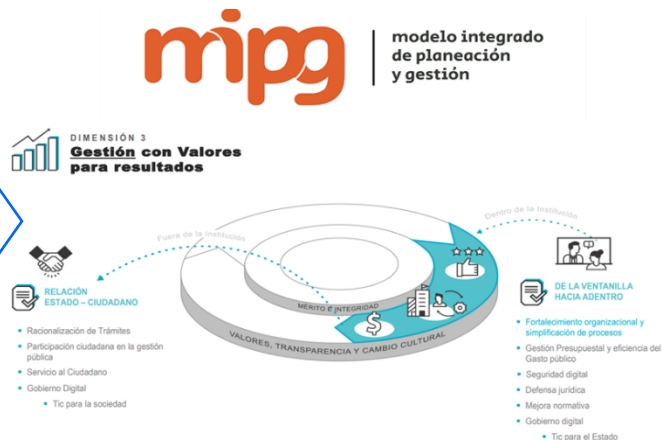 mipg
modelo integrado
de planeación
y gestión
DIMENSIÓN 3
Gestión con Valores
para resultados
Fuera de la Institución
Dentro de la Institución
RELACIÓN
ESTADO – CIUDADANO
• Racionalización de Trámites
• Participación ciudadana en la gestión
pública
• Servicio al Ciudadano
• Gobierno Digital
• Tic para la sociedad
MÉRITO E INTEGRIDAD
VALORES, TRANSPARENCIA Y CAMBIO CULTURAL
$
DE LA VENTANILLA
HACIA ADENTRO
• Fortalecimiento organizacional y
simplificación de procesos
• Gestión Presupuestal y eficiencia del
Gasto público
• Seguridad digital
• Defensa jurídica
• Mejora normativa
• Gobierno digital
• Tic para el Estado